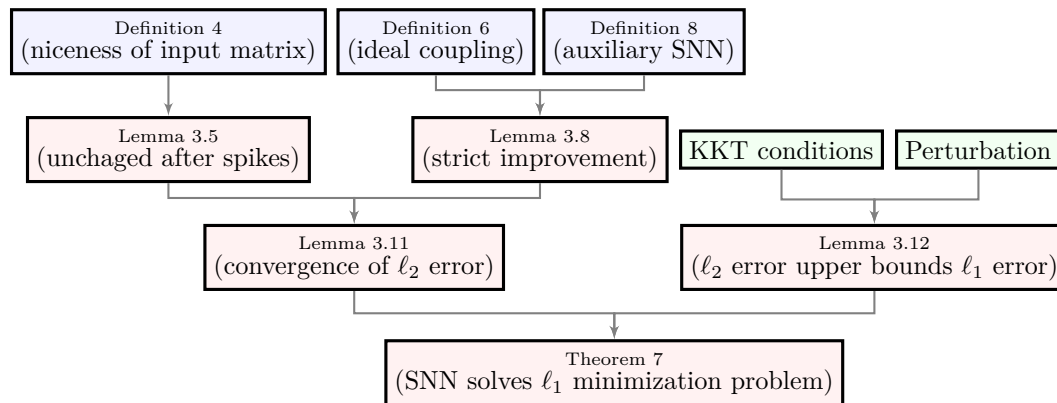 Definition 4
(niceness of input matrix)
Definition 6
(ideal coupling)
Definition 8
(auxiliary SNN)
Lemma 3.5
(unchaged after spikes)
Lemma 3.8
(strict improvement)
KKT conditions
Perturbation
Lemma 3.11
(convergence of ℓ₂ error)
Lemma 3.12
(ℓ₂ error upper bounds ℓ₁ error)
Theorem 7
(SNN solves ℓ₁ minimization problem)